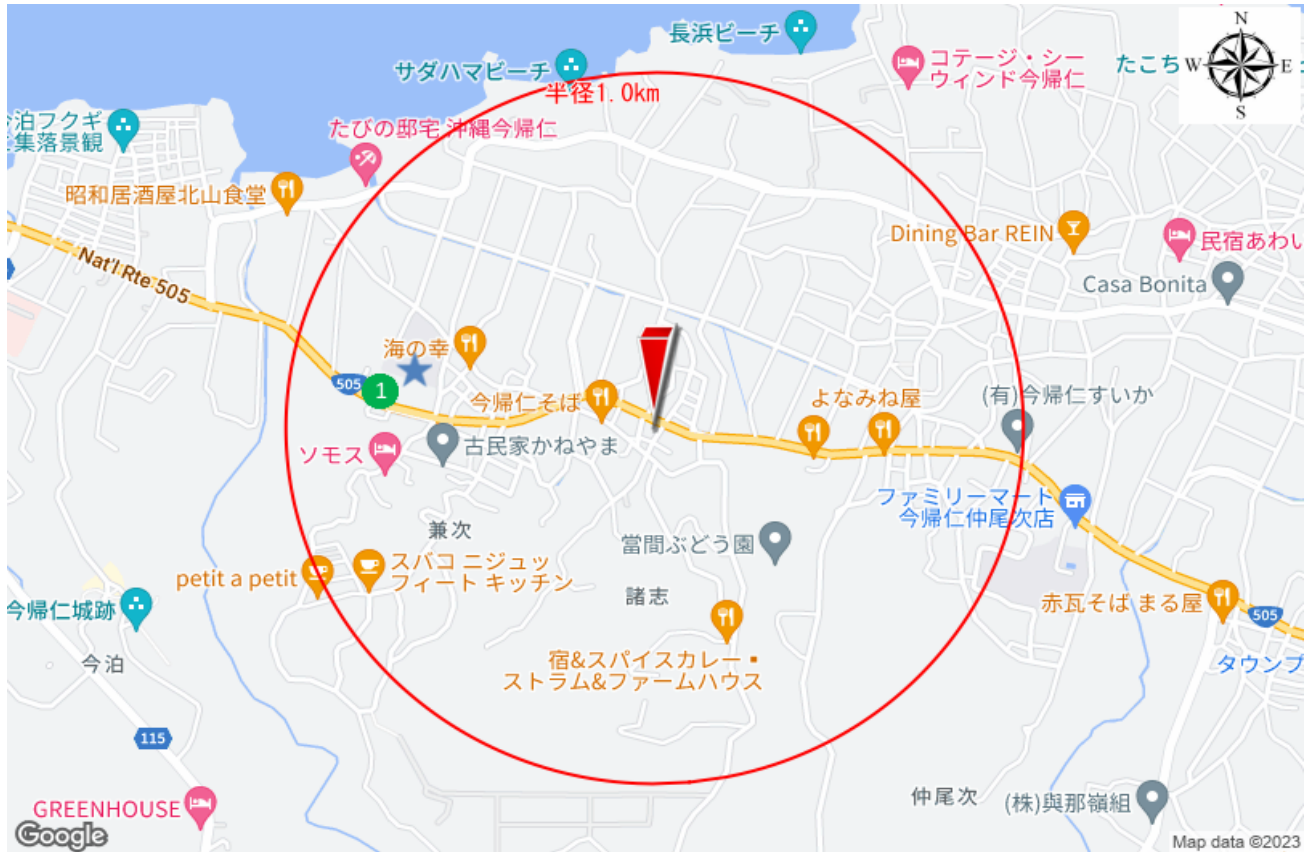 長浜ビーチ
N
コテージ・シー
ウィンド今帰仁
たこち
W
E
S
サダハマビーチ
半径1.0km
今泊フクギ
と集落景観
たびの邸宅 沖縄今帰仁
昭和居酒屋北山食堂
Dining Bar REIN
民宿あわい
Nat'l Rte 505
Casa Bonita
海の幸
505
1
今帰仁そば
よなみね屋
(有)今帰仁すいか
ソモス
古民家かねやま
ファミリーマート
今帰仁仲尾次店
兼次
當間ぶどう園
petit a petit
スバコ ニジュッ
フィート キッチン
諸志
今帰仁城跡
赤瓦そば まる屋
505
今泊
宿&スパイスカレー・
ストラム&ファームハウス
タウンプ
115
GREENHOUSE
仲尾次
(株)與那嶺組
Google
Map data ©2023